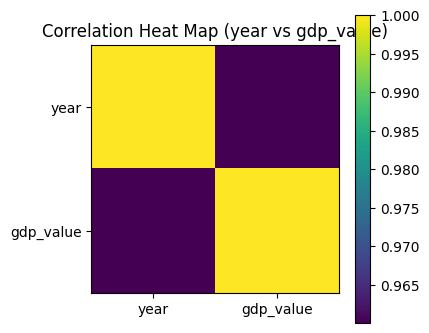 Correlation Heat Map (year vs gdp_value)
year
gdp_value
year
gdp_value
1.000
0.995
0.990
0.985
0.980
0.975
0.970
0.965